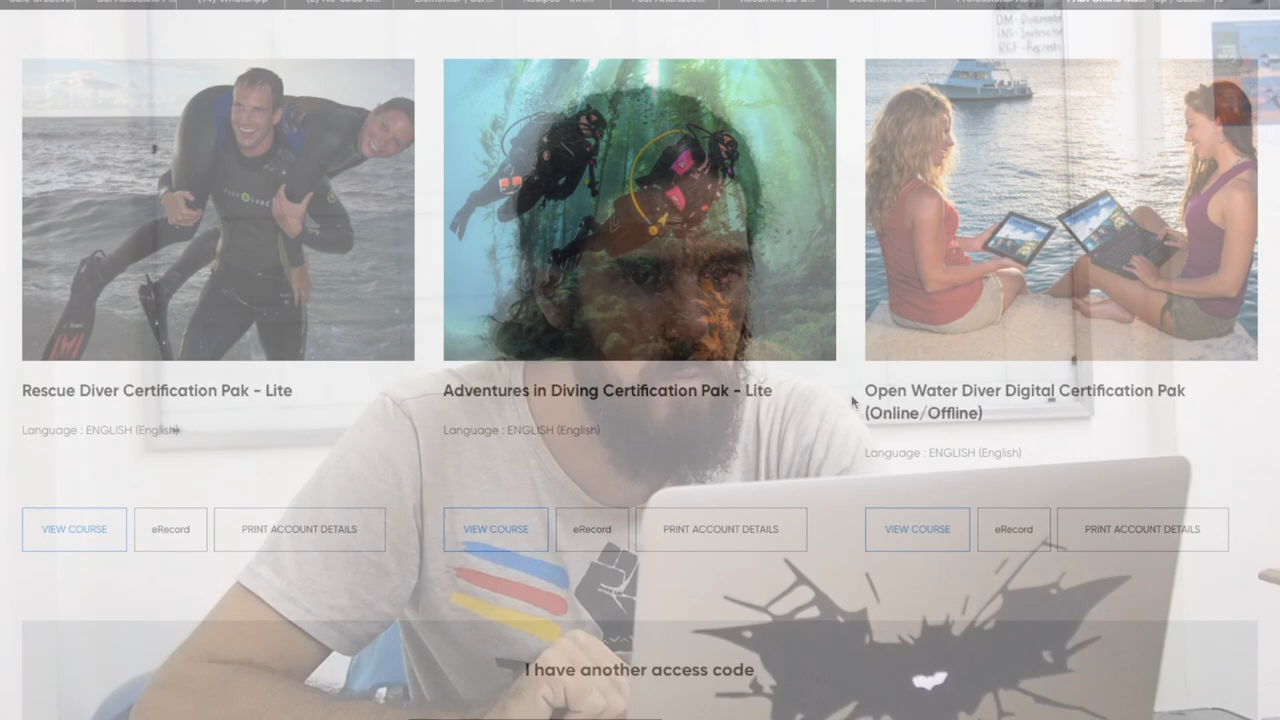 Rescue Diver Certification Pak - Lite
Language : ENGLISH (English)
VIEW COURSE
eRecord
PRINT ACCOUNT DETAILS
Adventures in Diving Certification Pak - Lite
Language : ENGLISH (English)
VIEW COURSE
eRecord
PRINT ACCOUNT DETAILS
Open Water Diver Digital Certification Pak
(Online/Offline)
Language : ENGLISH (English)
VIEW COURSE
eRecord
PRINT ACCOUNT DETAILS
I have another access code